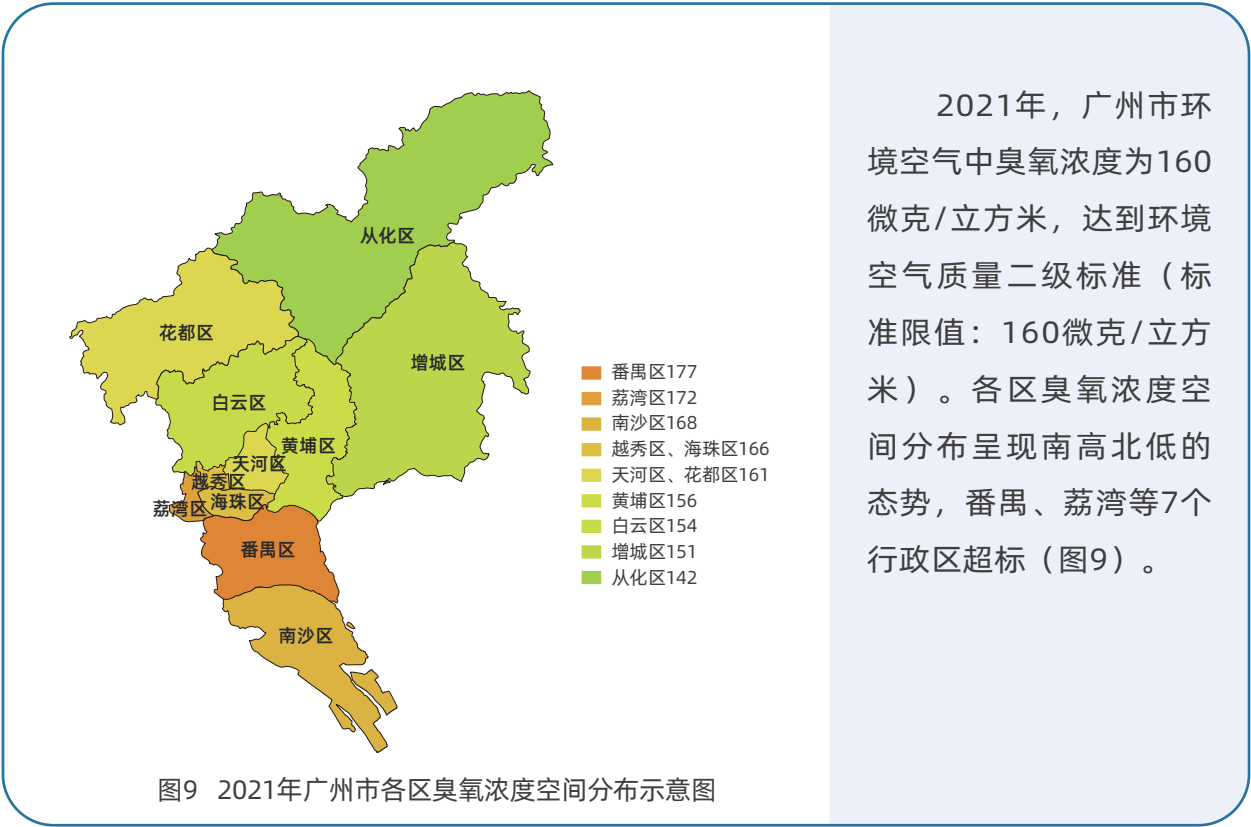 从化区
花都区
增城区
白云区
黄埔区
天河区
越秀区
海珠区
荔湾区
番禺区
南沙区
番禺区177
荔湾区172
南沙区168
越秀区、海珠区166
天河区、花都区161
黄埔区156
白云区154
增城区151
从化区142
图9 2021年广州市各区臭氧浓度空间分布示意图
2021年，广州市环
境空气中臭氧浓度为160
微克/立方米，达到环境
空气质量二级标准（标
准限值：160微克/立方
米）。各区臭氧浓度空
间分布呈现南高北低的
态势，番禺、荔湾等7个
行政区超标（图9）。